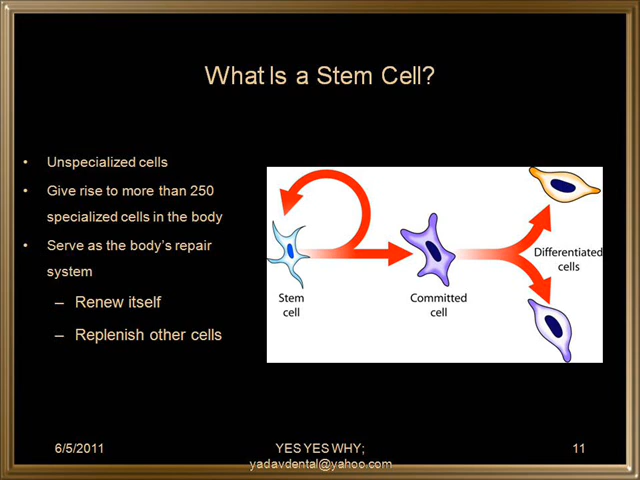 What Is a Stem Cell?
• Unspecialized cells
• Give rise to more than 250
specialized cells in the body
• Serve as the body's repair
system
– Renew itself
– Replenish other cells
Stem
cell
Committed
cell
Differentiated
cells
6/5/2011
YES YES WHY;
yadavdental@yahoo.com
11